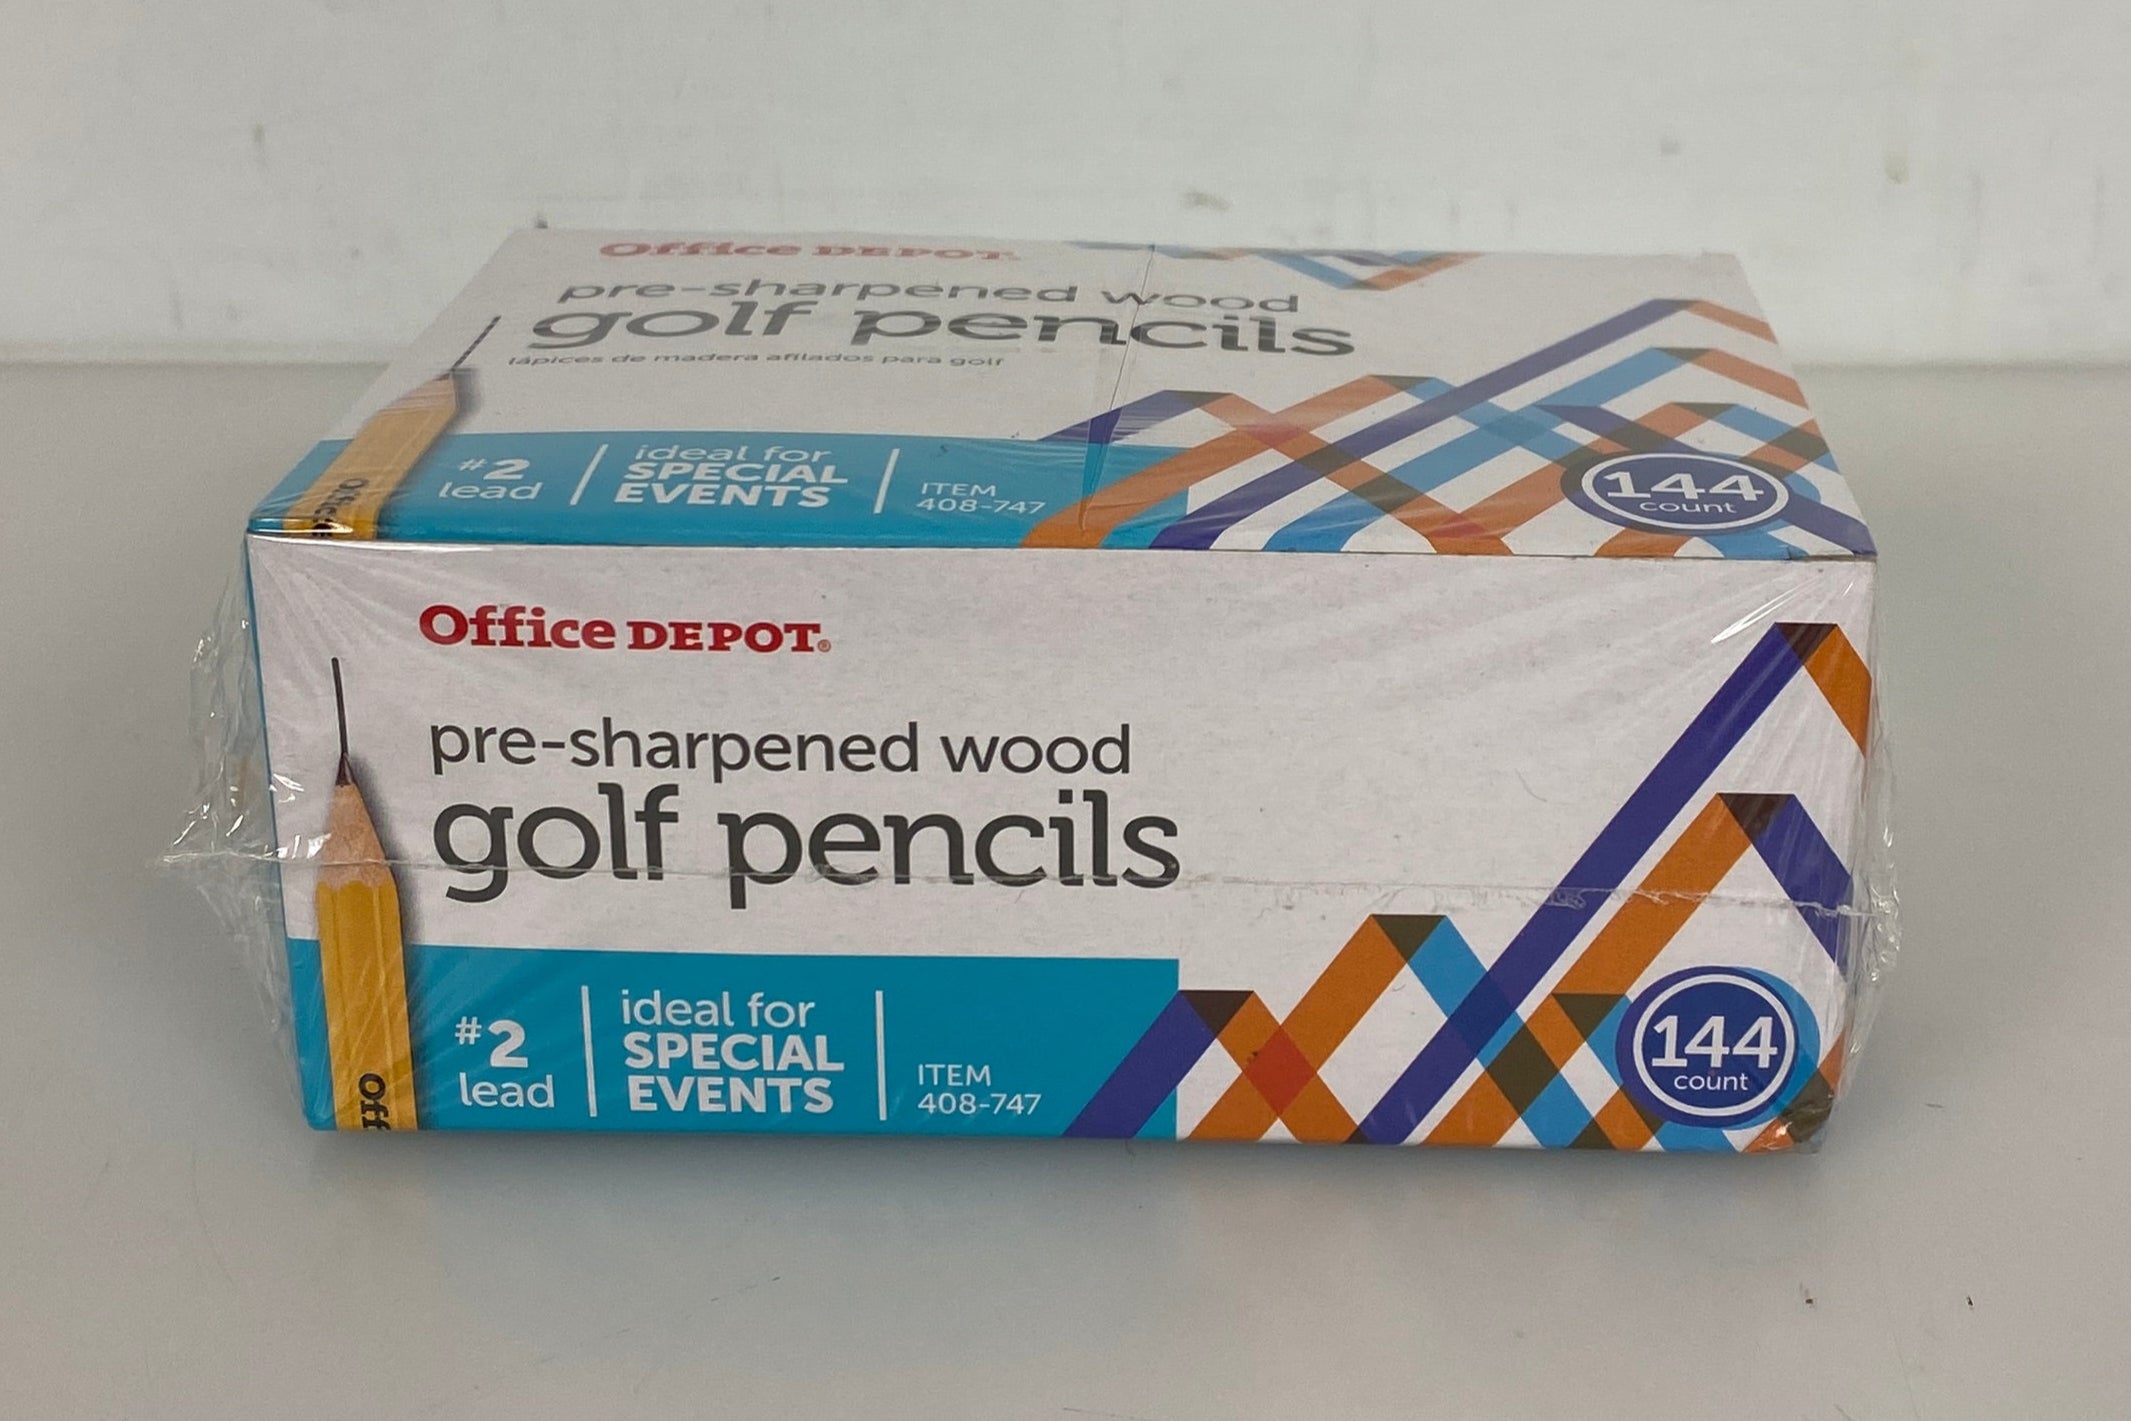 Office DEPOT
pre-sharpened wood
golf pencils
lápices de madera afilados para golf
#2
lead
ideal for
SPECIAL
EVENTS
ITEM
408-747
144
count
Office
Office DEPOT®
pre-sharpened wood
golf pencils
#2
lead
ideal for
SPECIAL
EVENTS
ITEM
408-747
144
count
Off